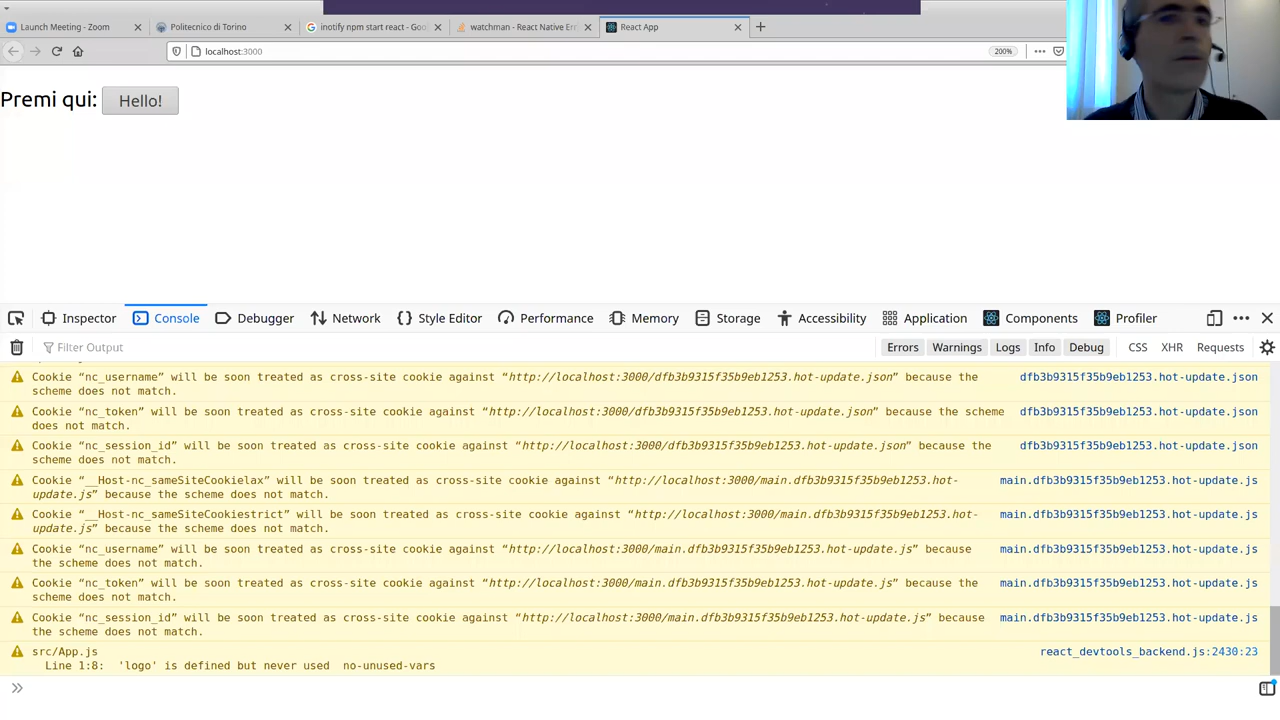 Launch Meeting - Zoom
Politecnico di Torino
inotify npm start react - Goo
watchman - React Native Err
React App
localhost:3000
200%
Premi qui: Hello!
Inspector Console Debugger Network Style Editor Performance Memory Storage Accessibility Application Components Profiler
Filter Output Errors Warnings Logs Info Debug CSS XHR Requests
Cookie “nc_username” will be soon treated as cross-site cookie against “http://localhost:3000/dfb3b9315f35b9eb1253.hot-update.json” because the dfb3b9315f35b9eb1253.hot-update.json
scheme does not match.
Cookie “nc_token” will be soon treated as cross-site cookie against “http://localhost:3000/dfb3b9315f35b9eb1253.hot-update.json” because the scheme dfb3b9315f35b9eb1253.hot-update.json
does not match.
Cookie “nc_session_id” will be soon treated as cross-site cookie against “http://localhost:3000/dfb3b9315f35b9eb1253.hot-update.json” because the dfb3b9315f35b9eb1253.hot-update.json
scheme does not match.
Cookie “__Host-nc_sameSiteCookielax” will be soon treated as cross-site cookie against “http://localhost:3000/main.dfb3b9315f35b9eb1253.hot- main.dfb3b9315f35b9eb1253.hot-update.js
update.js” because the scheme does not match.
Cookie “__Host-nc_sameSiteCookiestrict” will be soon treated as cross-site cookie against “http://localhost:3000/main.dfb3b9315f35b9eb1253.hot- main.dfb3b9315f35b9eb1253.hot-update.js
update.js” because the scheme does not match.
Cookie “nc_username” will be soon treated as cross-site cookie against “http://localhost:3000/main.dfb3b9315f35b9eb1253.hot-update.js” because main.dfb3b9315f35b9eb1253.hot-update.js
the scheme does not match.
Cookie “nc_token” will be soon treated as cross-site cookie against “http://localhost:3000/main.dfb3b9315f35b9eb1253.hot-update.js” because the main.dfb3b9315f35b9eb1253.hot-update.js
scheme does not match.
Cookie “nc_session_id” will be soon treated as cross-site cookie against “http://localhost:3000/main.dfb3b9315f35b9eb1253.hot-update.js” because main.dfb3b9315f35b9eb1253.hot-update.js
the scheme does not match.
src/App.js react_devtools_backend.js:2430:23
Line 1:8: 'logo' is defined but never used no-unused-vars